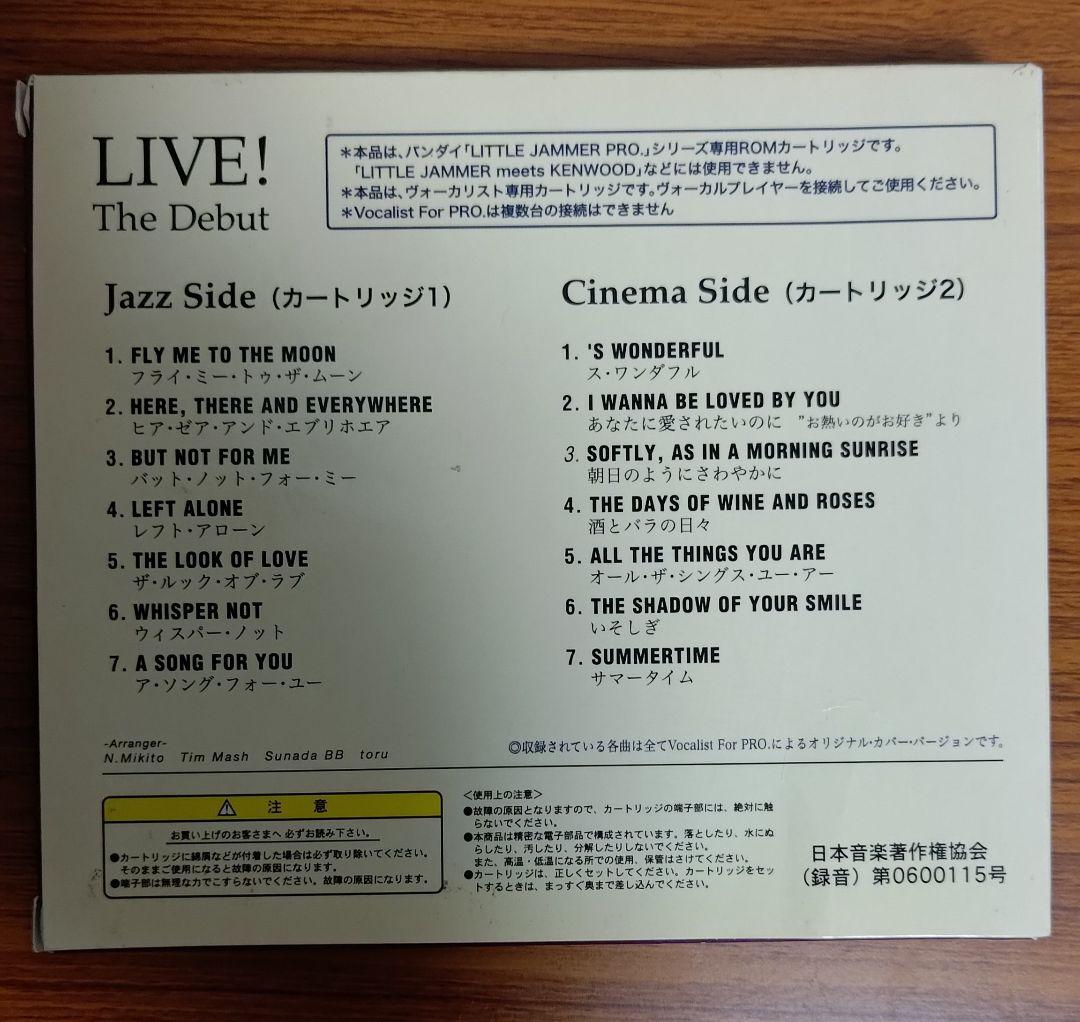 LIVE!
The Debut
＊本品は、バンダイ「LITTLE JAMMER PRO.」シリーズ専用ROMカートリッジです。
「LITTLE JAMMER meets KENWOOD」などには使用できません。
＊本品は、ヴォーカリスト専用カートリッジです。ヴォーカルプレイヤーを接続してご使用ください。
＊Vocalist For PRO.は複数台の接続はできません
Jazz Side（カートリッジ1）
1. FLY ME TO THE MOON
フライ・ミー・トゥ・ザ・ムーン
2. HERE, THERE AND EVERYWHERE
ヒア・ゼア・アンド・エブリホエア
3. BUT NOT FOR ME
バット・ノット・フォー・ミー
4. LEFT ALONE
レフト・アローン
5. THE LOOK OF LOVE
ザ・ルック・オブ・ラブ
6. WHISPER NOT
ウィスパー・ノット
7. A SONG FOR YOU
ア・ソング・フォー・ユー
Cinema Side（カートリッジ2）
1. 'S WONDERFUL
ス・ワンダフル
2. I WANNA BE LOVED BY YOU
あなたに愛されたいのに ”お熱いのがお好き”より
3. SOFTLY, AS IN A MORNING SUNRISE
朝日のようにさわやかに
4. THE DAYS OF WINE AND ROSES
酒とバラの日々
5. ALL THE THINGS YOU ARE
オール・ザ・シングス・ユー・アー
6. THE SHADOW OF YOUR SMILE
いそしぎ
7. SUMMERTIME
サマータイム
-Arranger-
N.Mikito Tim Mash Sunada BB toru
◎収録されている各曲は全てVocalist For PRO.によるオリジナル・カバー・バージョンです。
注 意
お買い上げのお客さまへ 必ずお読み下さい。
●カートリッジに綿屑などが付着した場合は必ず取り除いてください。
そのままご使用になると故障の原因になります。
●端子部は無理な力でこすらないでください。故障の原因になります。
＜使用上の注意＞
●故障の原因となりますので、カートリッジの端子部には、絶対に触
らないでください。
●本商品は精密な電子部品で構成されています。落としたり、水にぬ
らしたり、汚したり、分解したりしないでください。
また、高温・低温になる所での使用、保管はさけてください。
●カートリッジは、正しくセットしてください。カートリッジをセッ
トするときは、まっすぐ奥まで差し込んでください。
日本音楽著作権協会
（録音）第0600115号